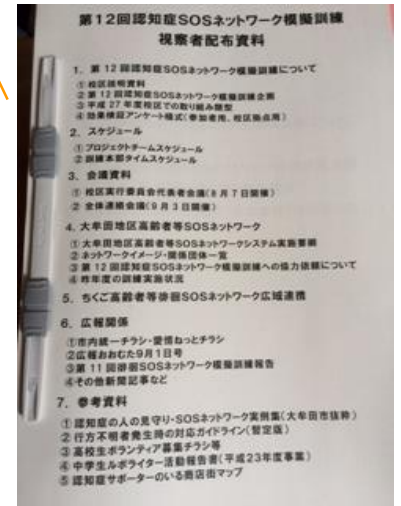 第12回認知症SOSネットワーク模擬訓練
視察者配布資料
1. 第12回認知症SOSネットワーク模擬訓練について
①校区説明資料
②第12回認知症SOSネットワーク模擬訓練企画
③平成27年度校区での取り組み類型
④効果検証アンケート様式(参加者用、校区拠点用)
2. スケジュール
①プロジェクトチームスケジュール
②訓練本部タイムスケジュール
3. 会議資料
① 校区実行委員会代表者会議(8月7日開催)
② 全体連絡会議(9月3日開催)
4. 大牟田地区高齢者等SOSネットワーク
①大牟田地区高齢者等SOSネットワークシステム実施要綱
②ネットワークイメージ・関係団体一覧
③第12回認知症SOSネットワーク模擬訓練への協力依頼について
④昨年度の訓練実施状況
5. ちくご高齢者等徘徊SOSネットワーク広域連携
6. 広報関係
①市内統一チラシ・愛情ねっとチラシ
②広報おおむた9月1日号
③第11回徘徊SOSネットワーク模擬訓練報告
④その他新聞記事など
7. 参考資料
①認知症の人の見守り・SOSネットワーク実例集(大牟田市抜粋)
②行方不明者発生時の対応ガイドライン(暫定版)
③高校生ボランティア募集チラシ等
④中学生ルポライター活動報告書(平成23年度事業)
⑤認知症サポーターのいる商店街マップ